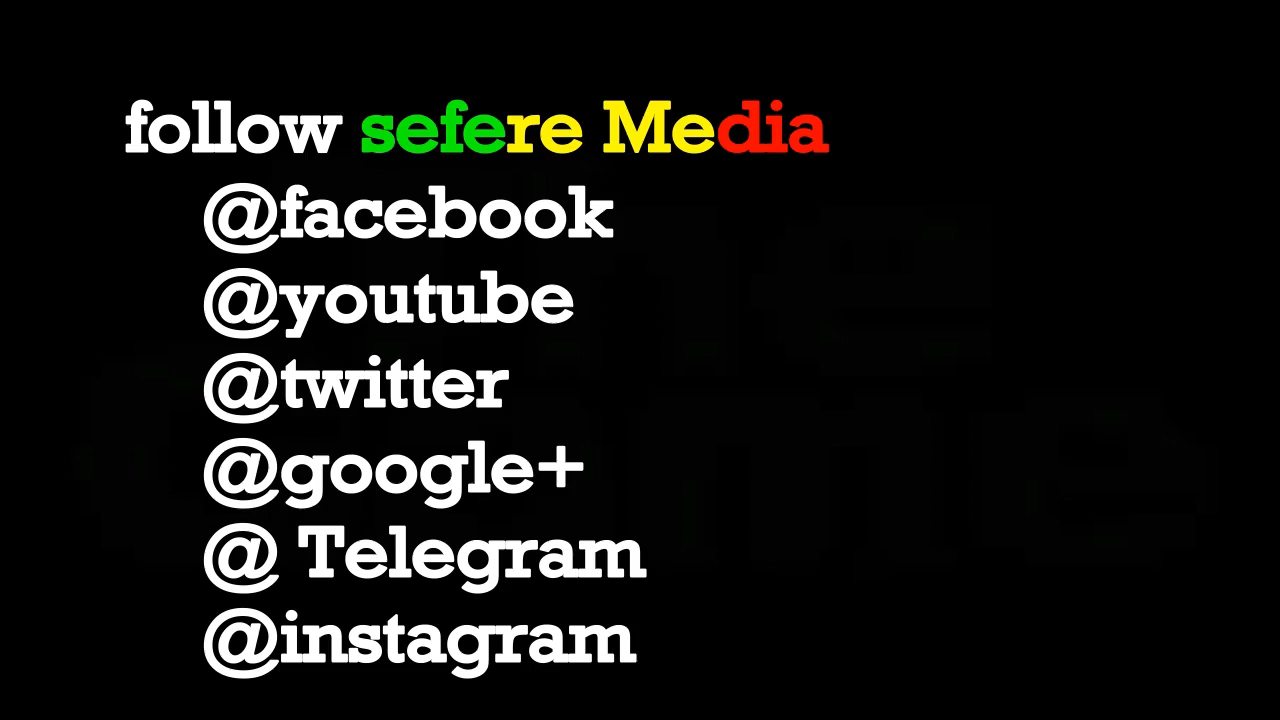 follow sefere Media
@facebook
@youtube
@twitter
@google+
@ Telegram
@instagram